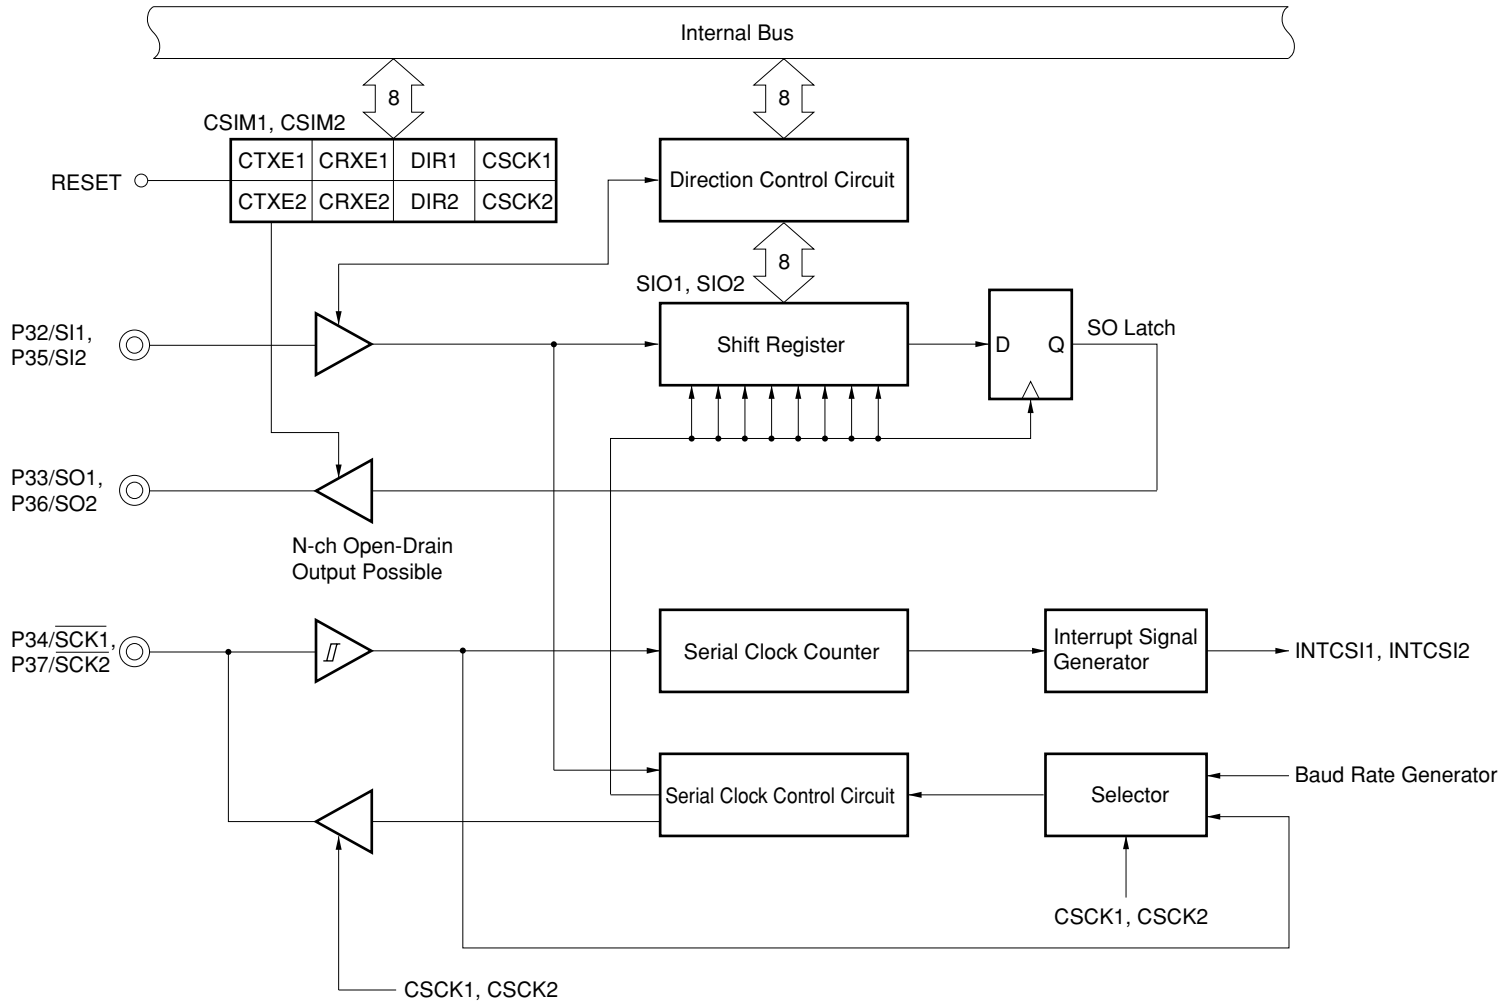 Internal Bus
8
8
CSIM1, CSIM2
CTXE1 CRXE1 DIR1 CSCK1
CTXE2 CRXE2 DIR2 CSCK2
RESET
Direction Control Circuit
8
SIO1, SIO2
P32/SI1,
P35/SI2
Shift Register
D Q
SO Latch
P33/SO1,
P36/SO2
N-ch Open-Drain
Output Possible
P34/S̅C̅K̅1̅,
P37/S̅C̅K̅2̅
Serial Clock Counter
Interrupt Signal
Generator
INTCSI1, INTCSI2
Serial Clock Control Circuit
Selector
Baud Rate Generator
CSCK1, CSCK2
CSCK1, CSCK2